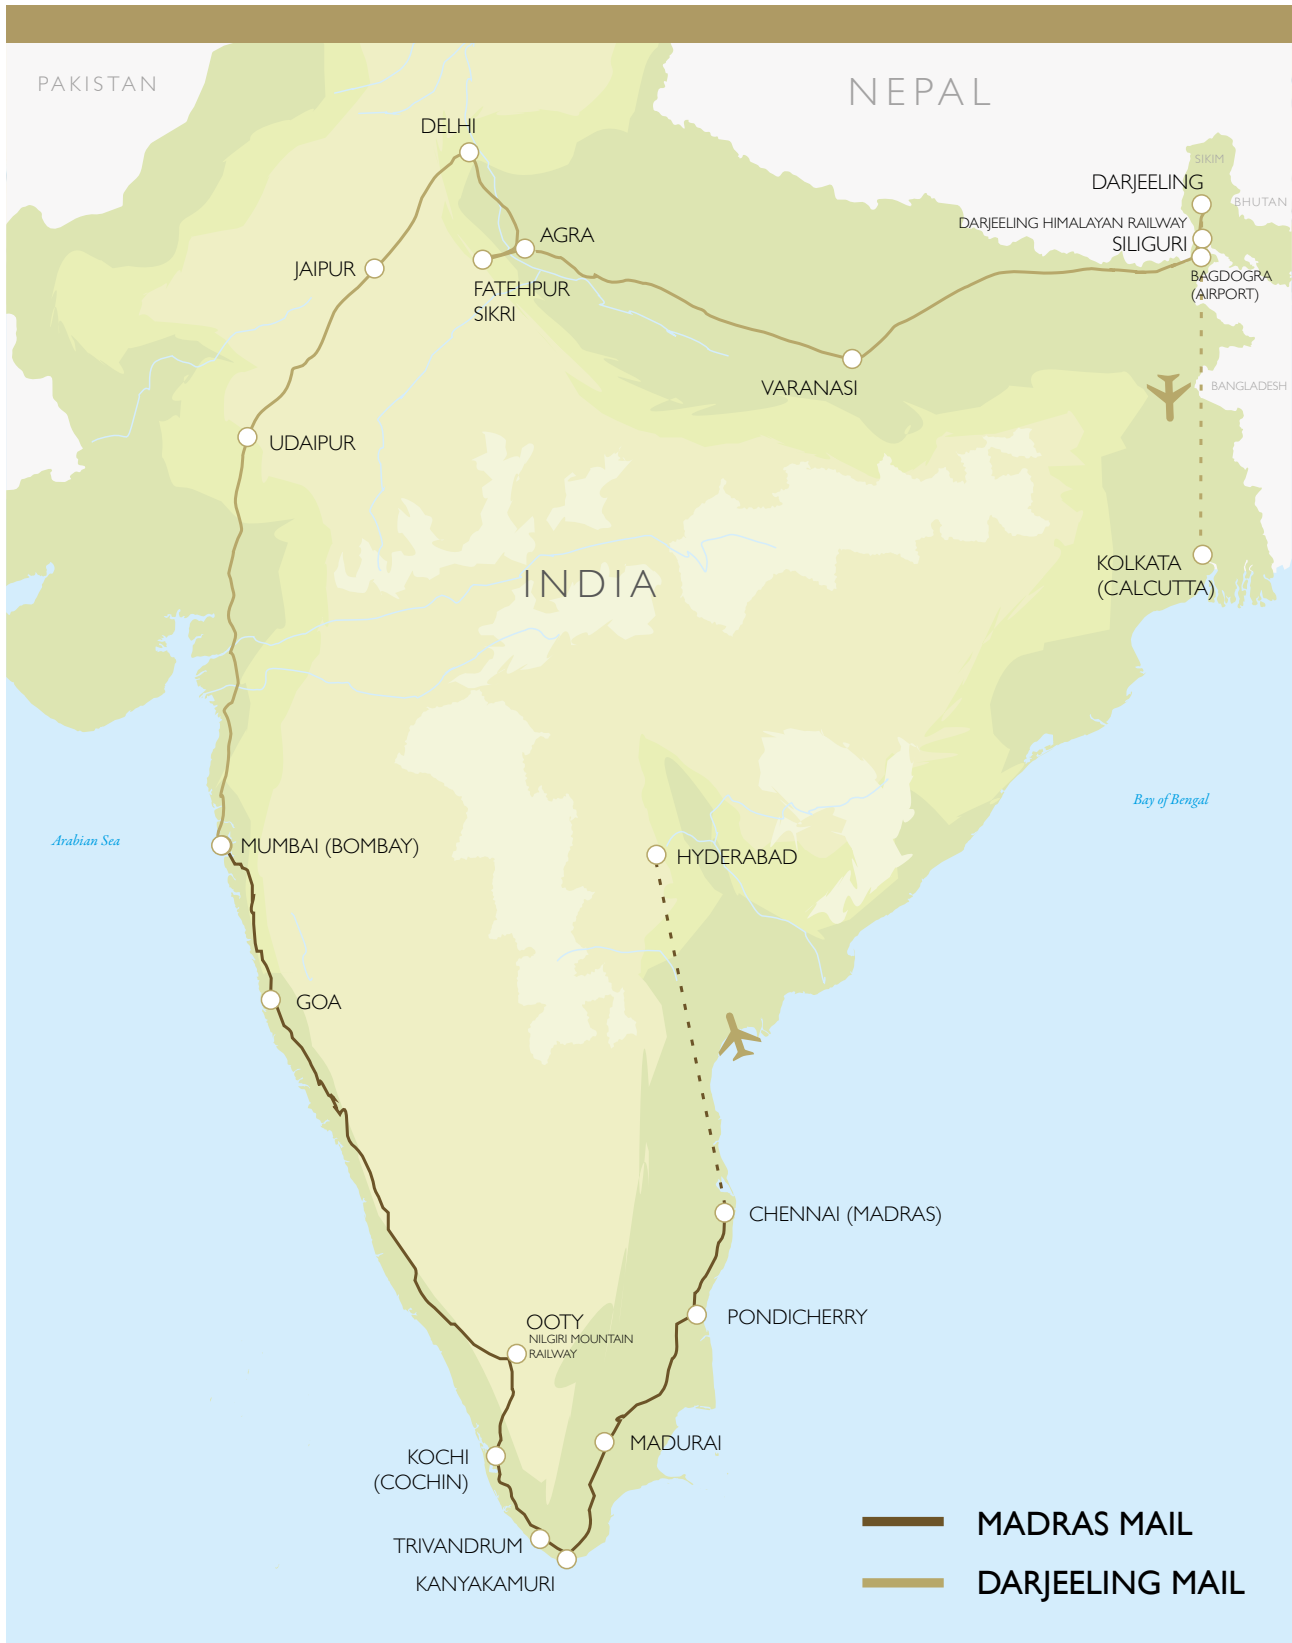 PAKISTAN
NEPAL
DELHI
SIKIM
DARJEELING
BHUTAN
DARJEELING HIMALAYAN RAILWAY
SILIGURI
AGRA
JAIPUR
BAGDOGRA
(AIRPORT)
FATEHPUR
SIKRI
VARANASI
BANGLADESH
UDAIPUR
KOLKATA
(CALCUTTA)
INDIA
Bay of Bengal
Arabian Sea
MUMBAI (BOMBAY)
HYDERABAD
GOA
CHENNAI (MADRAS)
PONDICHERRY
OOTY
NILGIRI MOUNTAIN
RAILWAY
MADURAI
KOCHI
(COCHIN)
TRIVANDRUM
KANYAKAMURI
MADRAS MAIL
DARJEELING MAIL